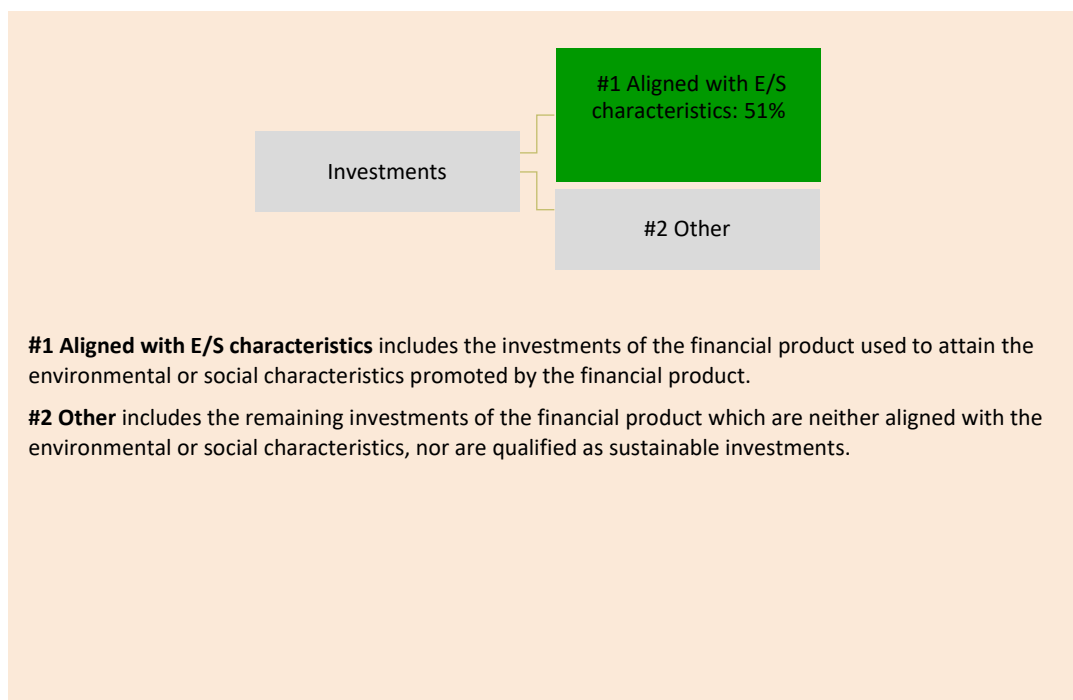 #1 Aligned with E/S
characteristics: 51%
Investments
#2 Other
#1 Aligned with E/S characteristics includes the investments of the financial product used to attain the
environmental or social characteristics promoted by the financial product.
#2 Other includes the remaining investments of the financial product which are neither aligned with the
environmental or social characteristics, nor are qualified as sustainable investments.